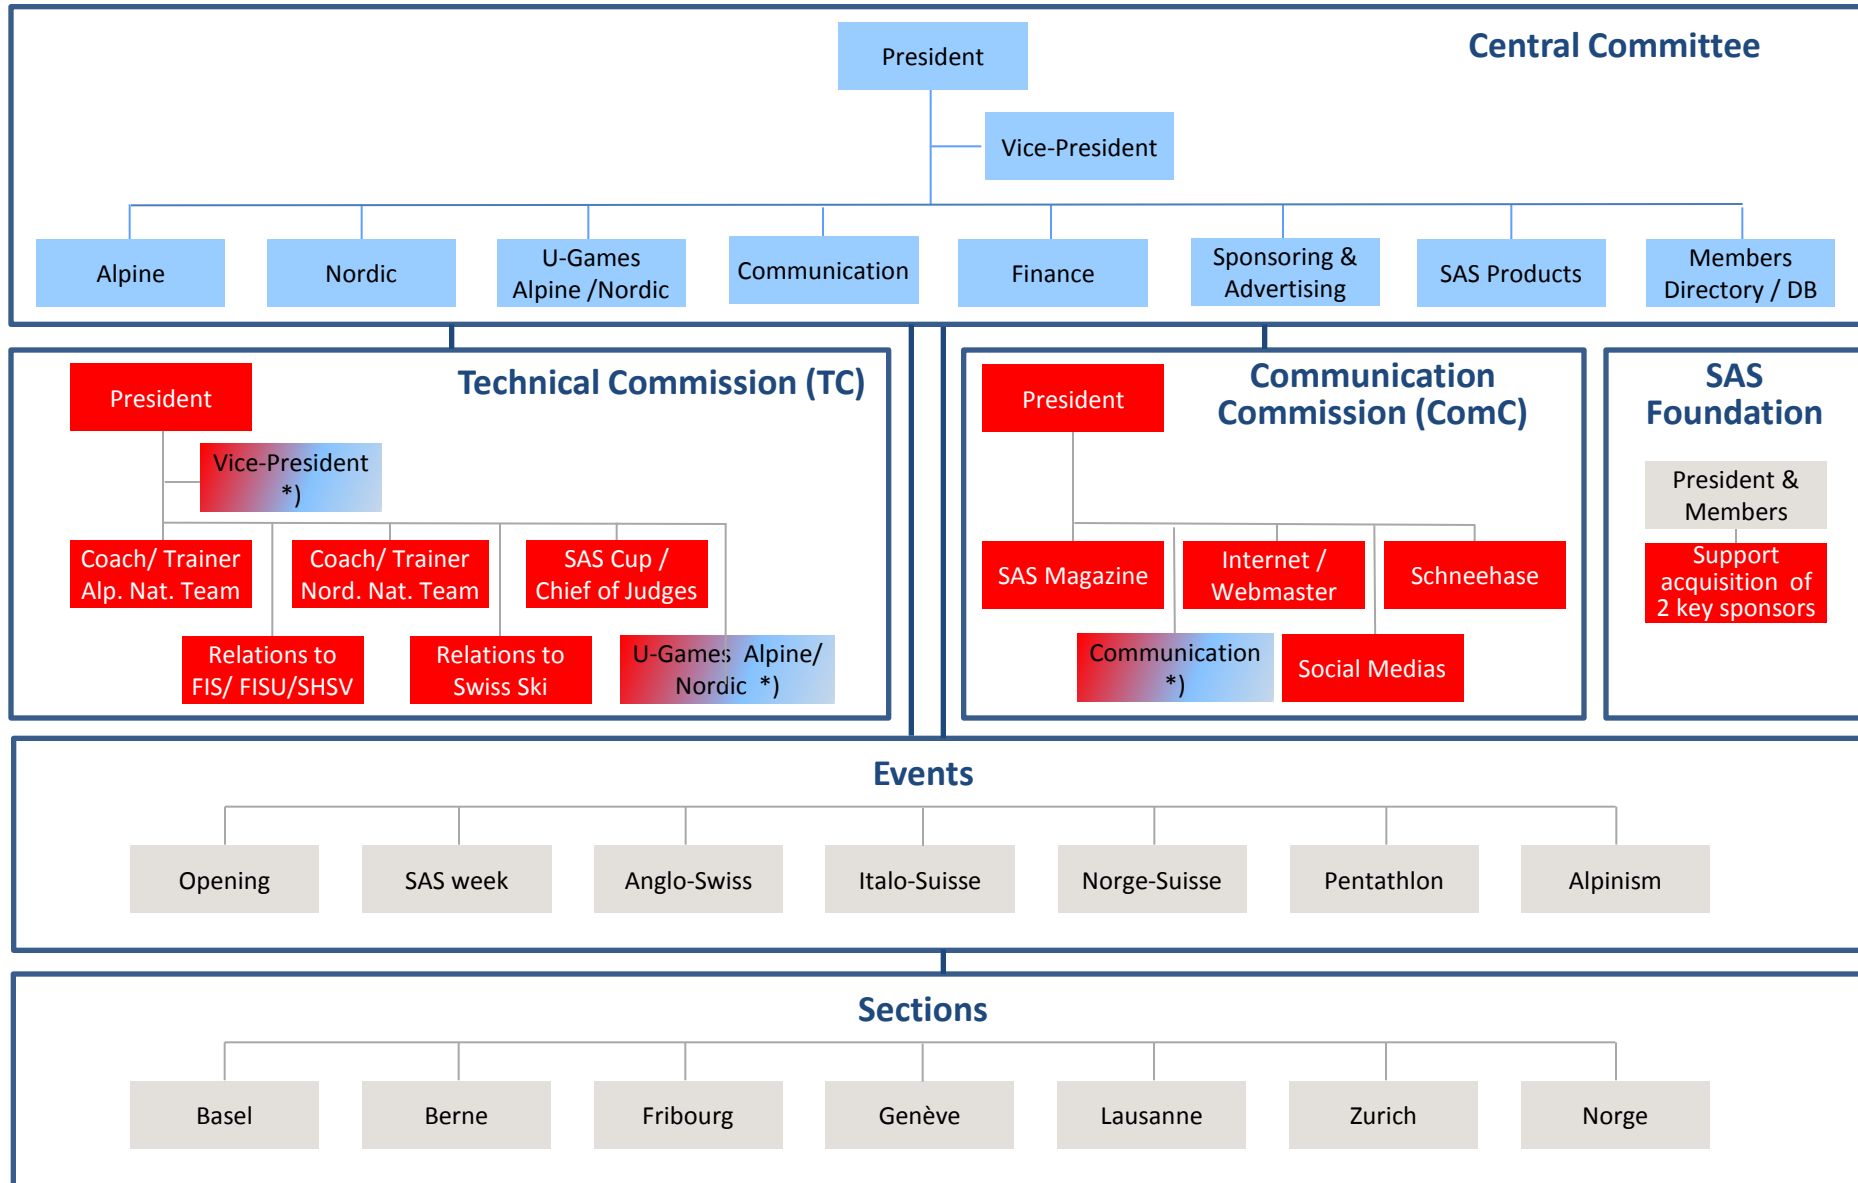 Central Committee
President
Vice-President
Alpine
Nordic
U-Games
Alpine /Nordic
Communication
Finance
Sponsoring &
Advertising
SAS Products
Members
Directory / DB
Technical Commission (TC)
President
Vice-President
*)
Coach/ Trainer
Alp. Nat. Team
Coach/ Trainer
Nord. Nat. Team
SAS Cup /
Chief of Judges
Relations to
FIS/ FISU/SHSV
Relations to
Swiss Ski
U-Games Alpine/
Nordic *)
Communication
Commission (ComC)
President
SAS Magazine
Internet /
Webmaster
Schneehase
Communication
*)
Social Medias
SAS
Foundation
President &
Members
Support
acquisition of
2 key sponsors
Events
Opening
SAS week
Anglo-Swiss
Italo-Suisse
Norge-Suisse
Pentathlon
Alpinism
Sections
Basel
Berne
Fribourg
Genève
Lausanne
Zurich
Norge